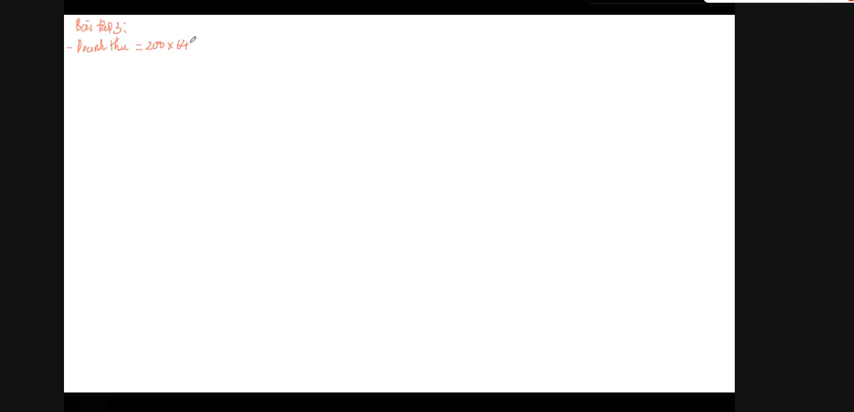 Bài tập 3:
- Doanh thu = 200 x 64